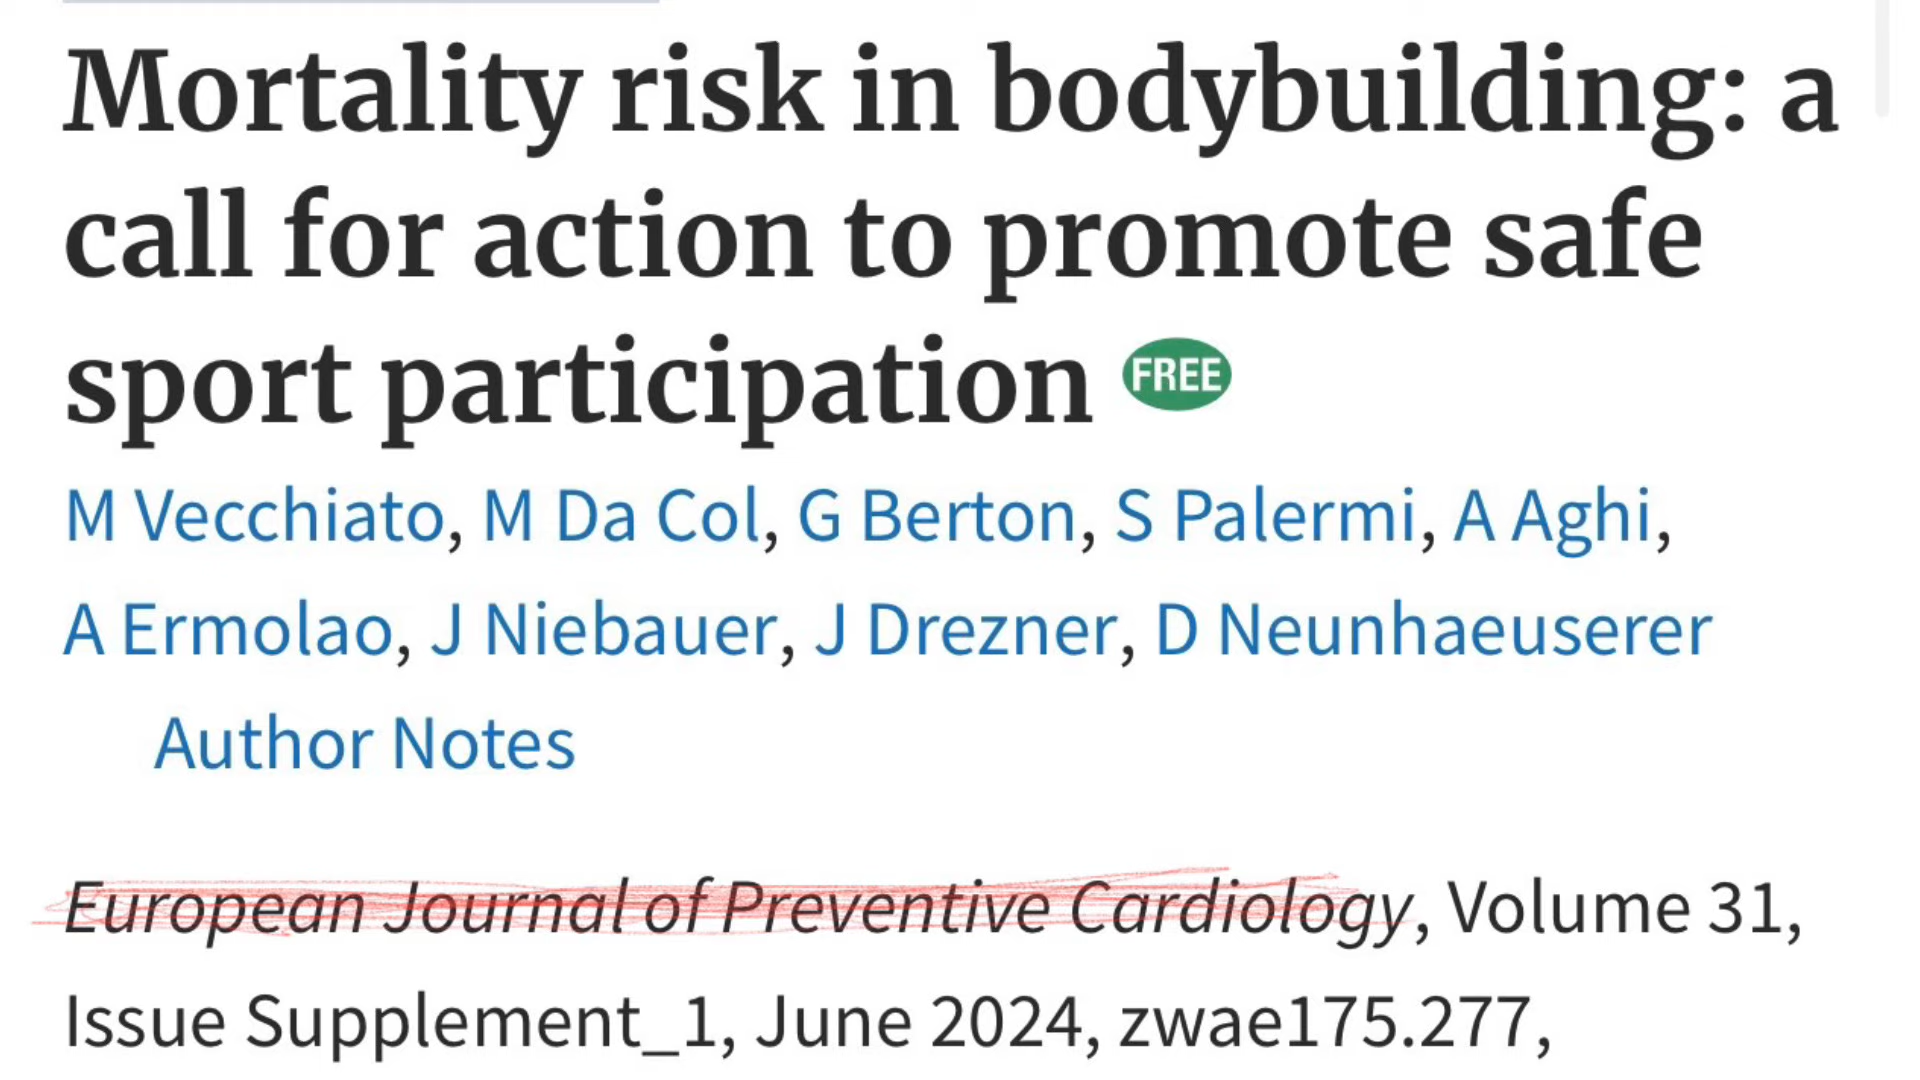 Mortality risk in bodybuilding: a
call for action to promote safe
sport participation FREE
M Vecchiato, M Da Col, G Berton, S Palermi, A Aghi,
A Ermolao, J Niebauer, J Drezner, D Neunhaeuserer
Author Notes
European Journal of Preventive Cardiology, Volume 31,
Issue Supplement_1, June 2024, zwae175.277,